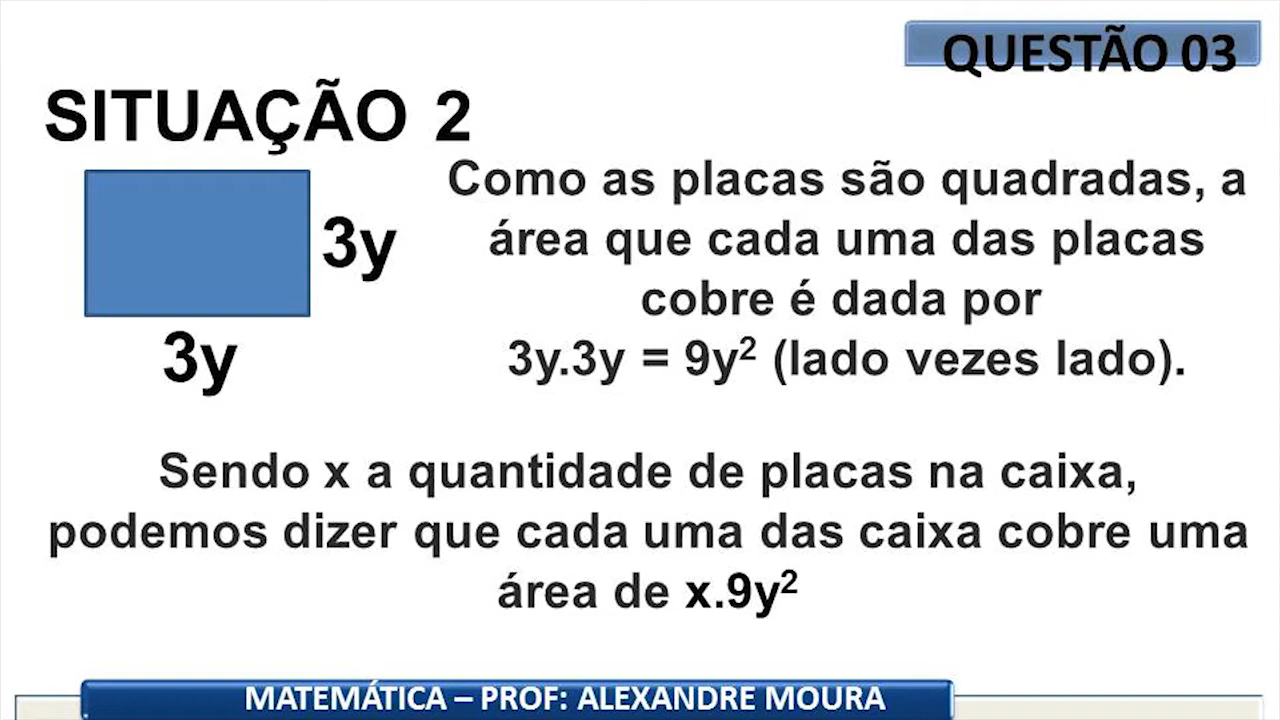 QUESTÃO 03
SITUAÇÃO 2
Como as placas são quadradas, a
área que cada uma das placas
cobre é dada por
3y.3y = 9y² (lado vezes lado).
3y
3y
Sendo x a quantidade de placas na caixa,
podemos dizer que cada uma das caixa cobre uma
área de x.9y²
MATEMÁTICA – PROF: ALEXANDRE MOURA